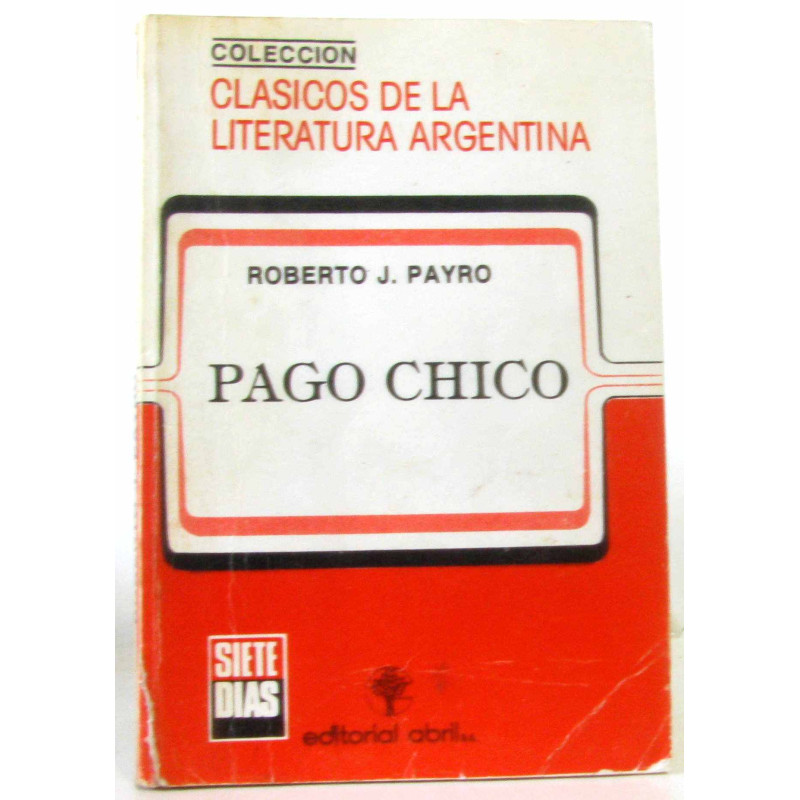 COLECCION
CLASICOS DE LA
LITERATURA ARGENTINA
ROBERTO J. PAYRO
PAGO CHICO
SIETE
DIAS
editorial abril s.a.